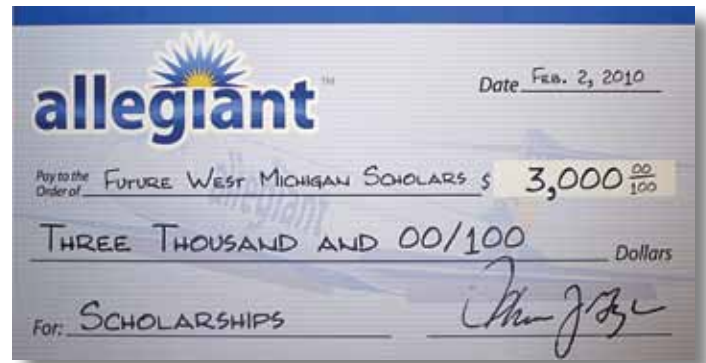 allegiant™
Date Feb. 2, 2010
Pay to the Order of FUTURE WEST MICHIGAN SCHOLARS $ 3,000 00/100
THREE THOUSAND AND 00/100 Dollars
For: SCHOLARSHIPS